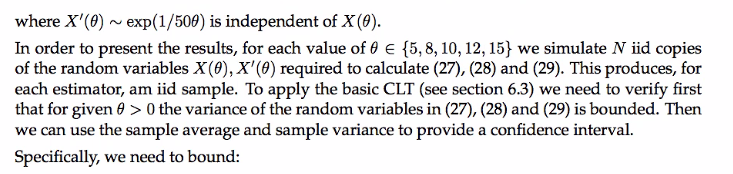 where X′(θ) ∼ exp(1/50θ) is independent of X(θ).
In order to present the results, for each value of θ ∈ {5, 8, 10, 12, 15} we simulate N iid copies
of the random variables X(θ), X′(θ) required to calculate (27), (28) and (29). This produces, for
each estimator, am iid sample. To apply the basic CLT (see section 6.3) we need to verify first
that for given θ > 0 the variance of the random variables in (27), (28) and (29) is bounded. Then
we can use the sample average and sample variance to provide a confidence interval.
Specifically, we need to bound: